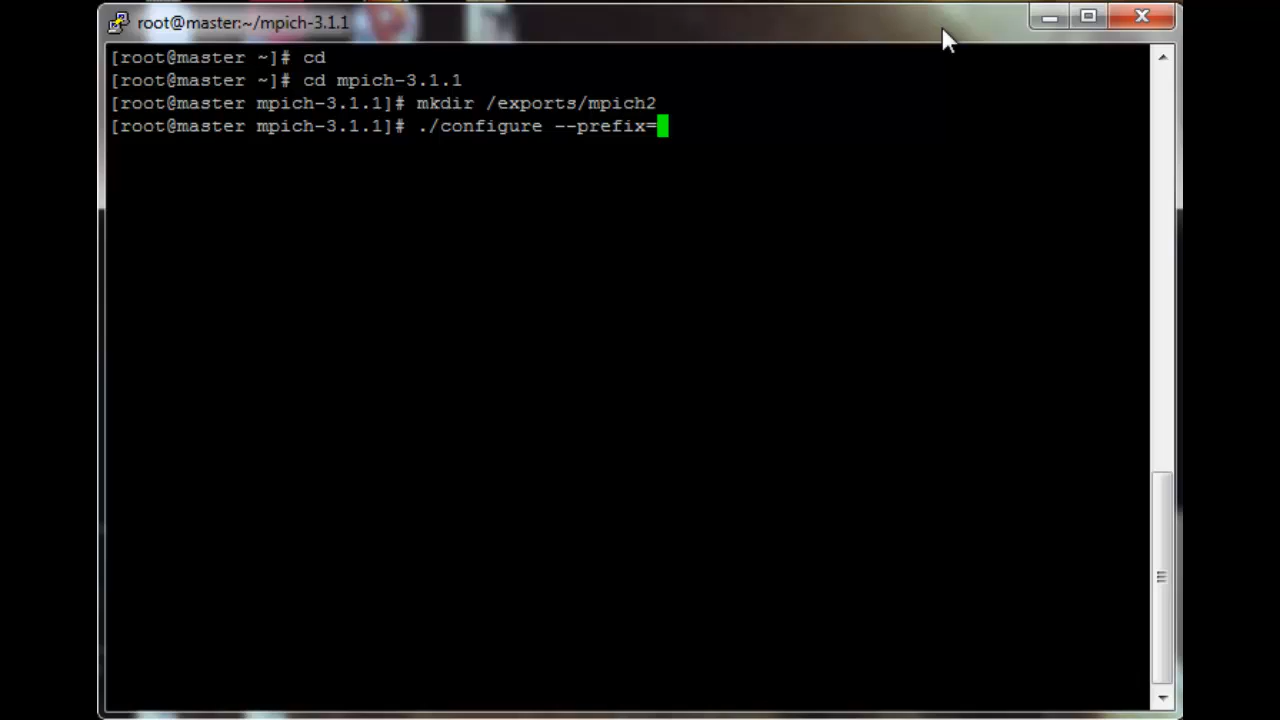 root@master:~/mpich-3.1.1
[root@master ~]# cd
[root@master ~]# cd mpich-3.1.1
[root@master mpich-3.1.1]# mkdir /exports/mpich2
[root@master mpich-3.1.1]# ./configure --prefix=